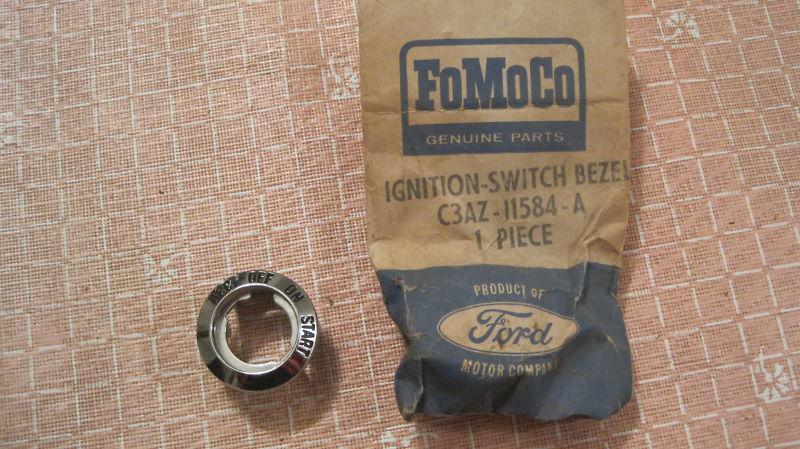 FoMoCo
GENUINE PARTS
IGNITION-SWITCH BEZEL
C3AZ-11584-A
1 PIECE
PRODUCT OF
Ford
MOTOR COMPANY
OFF ON START